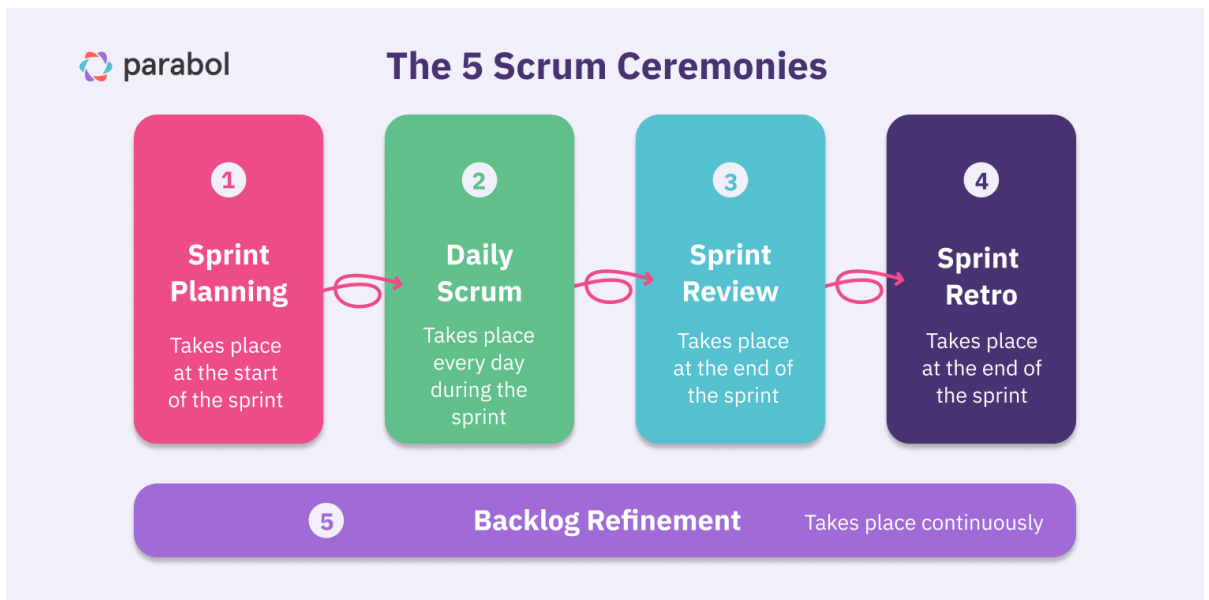 parabol
The 5 Scrum Ceremonies
1
Sprint
Planning
Takes place
at the start
of the sprint
2
Daily
Scrum
Takes place
every day
during the
sprint
3
Sprint
Review
Takes place
at the end of
the sprint
4
Sprint
Retro
Takes place
at the end of
the sprint
5
Backlog Refinement
Takes place continuously